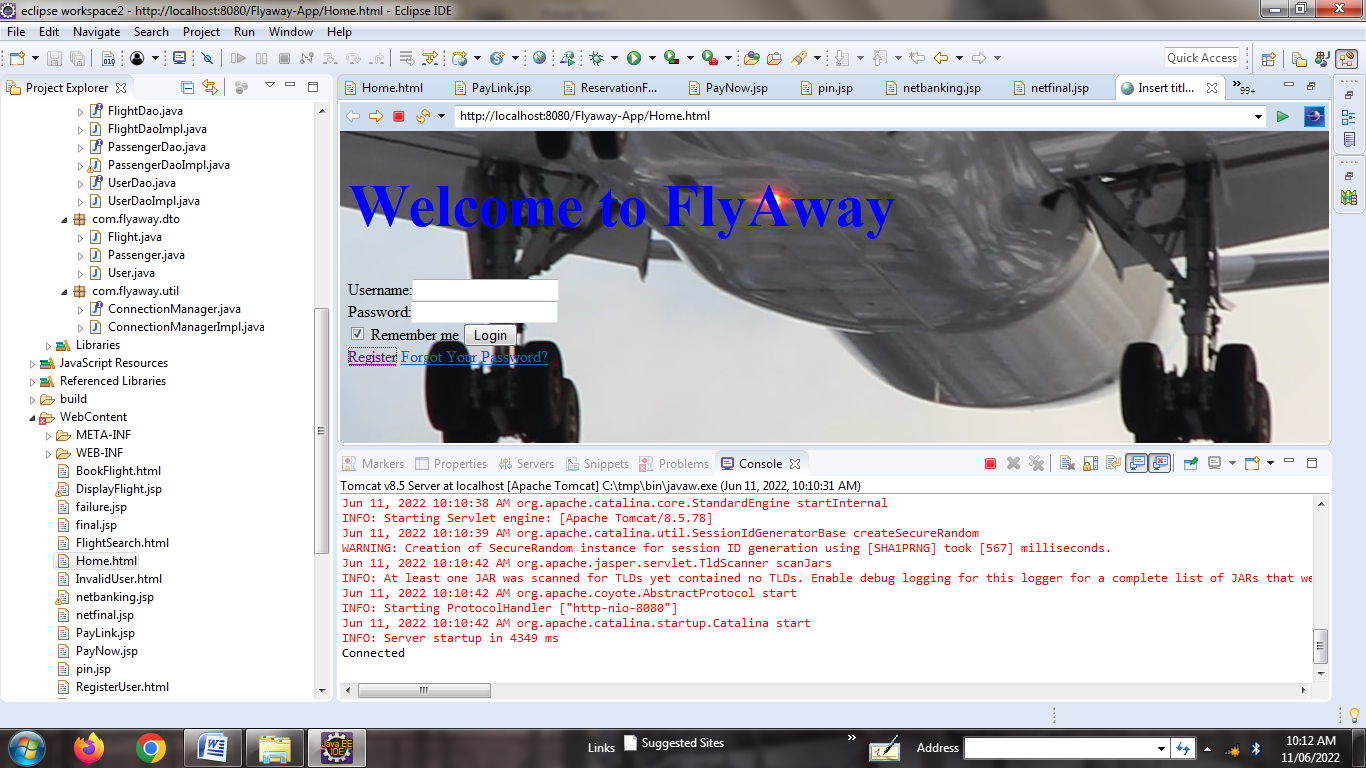 eclipse workspace2 - http://localhost:8080/Flyaway-App/Home.html - Eclipse IDE
File Edit Navigate Search Project Run Window Help
Quick Access
Project Explorer
FlightDao.java
FlightDaoImpl.java
PassengerDao.java
PassengerDaoImpl.java
UserDao.java
UserDaoImpl.java
com.flyaway.dto
Flight.java
Passenger.java
User.java
com.flyaway.util
ConnectionManager.java
ConnectionManagerImpl.java
Libraries
JavaScript Resources
Referenced Libraries
build
WebContent
META-INF
WEB-INF
BookFlight.html
DisplayFlight.jsp
failure.jsp
final.jsp
FlightSearch.html
Home.html
InvalidUser.html
netbanking.jsp
netfinal.jsp
PayLink.jsp
PayNow.jsp
pin.jsp
RegisterUser.html
Home.html PayLink.jsp ReservationF... PayNow.jsp pin.jsp netbanking.jsp netfinal.jsp Insert titl... 99+
http://localhost:8080/Flyaway-App/Home.html
Welcome to FlyAway
Username:
Password:
Remember me Login
Register Forgot Your Password?
Markers Properties Servers Snippets Problems Console
Tomcat v8.5 Server at localhost [Apache Tomcat] C:\tmp\bin\javaw.exe (Jun 11, 2022, 10:10:31 AM)
Jun 11, 2022 10:10:38 AM org.apache.catalina.core.StandardEngine startInternal
INFO: Starting Servlet engine: [Apache Tomcat/8.5.78]
Jun 11, 2022 10:10:39 AM org.apache.catalina.util.SessionIdGeneratorBase createSecureRandom
WARNING: Creation of SecureRandom instance for session ID generation using [SHA1PRNG] took [567] milliseconds.
Jun 11, 2022 10:10:42 AM org.apache.jasper.servlet.TldScanner scanJars
INFO: At least one JAR was scanned for TLDs yet contained no TLDs. Enable debug logging for this logger for a complete list of JARs that we
Jun 11, 2022 10:10:42 AM org.apache.coyote.AbstractProtocol start
INFO: Starting ProtocolHandler ["http-nio-8080"]
Jun 11, 2022 10:10:42 AM org.apache.catalina.startup.Catalina start
INFO: Server startup in 4349 ms
Connected
Java EE IDE
Links Suggested Sites
Address
10:12 AM
11/06/2022